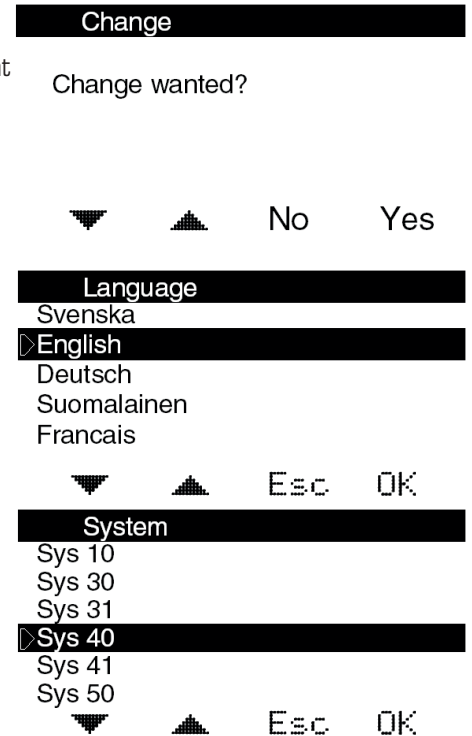 Change
Change wanted?
No Yes
Language
Svenska
English
Deutsch
Suomalainen
Francais
Esc OK
System
Sys 10
Sys 30
Sys 31
Sys 40
Sys 41
Sys 50
Esc OK